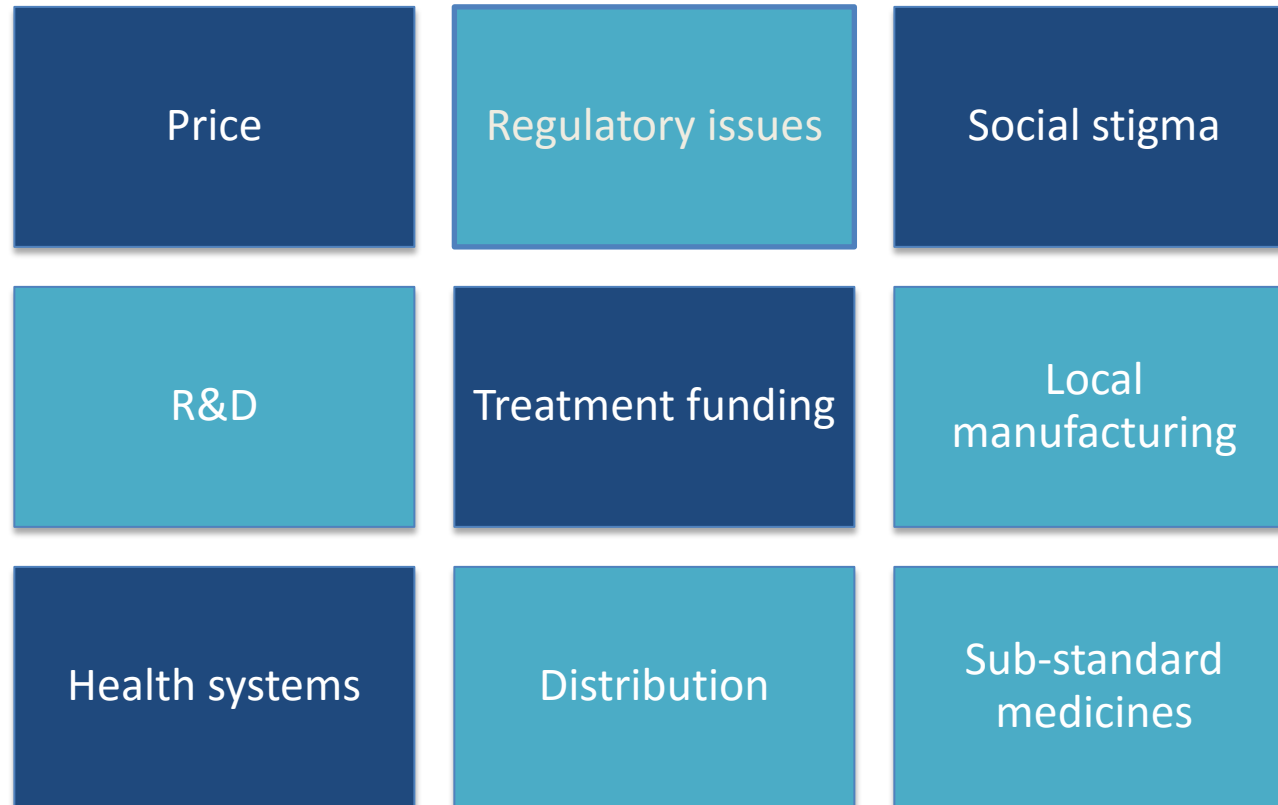 Price
Regulatory issues
Social stigma
R&D
Treatment funding
Local
manufacturing
Health systems
Distribution
Sub-standard
medicines